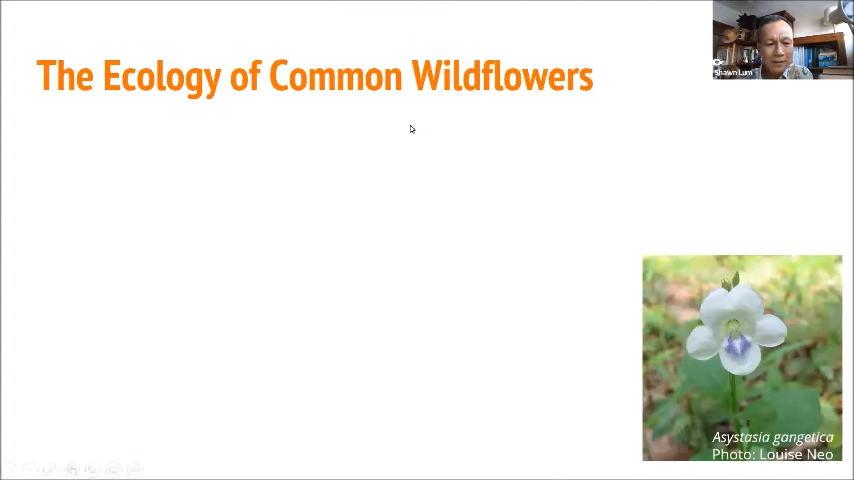 The Ecology of Common Wildflowers
Shawn Lum
Asystasia gangetica
Photo: Louise Neo